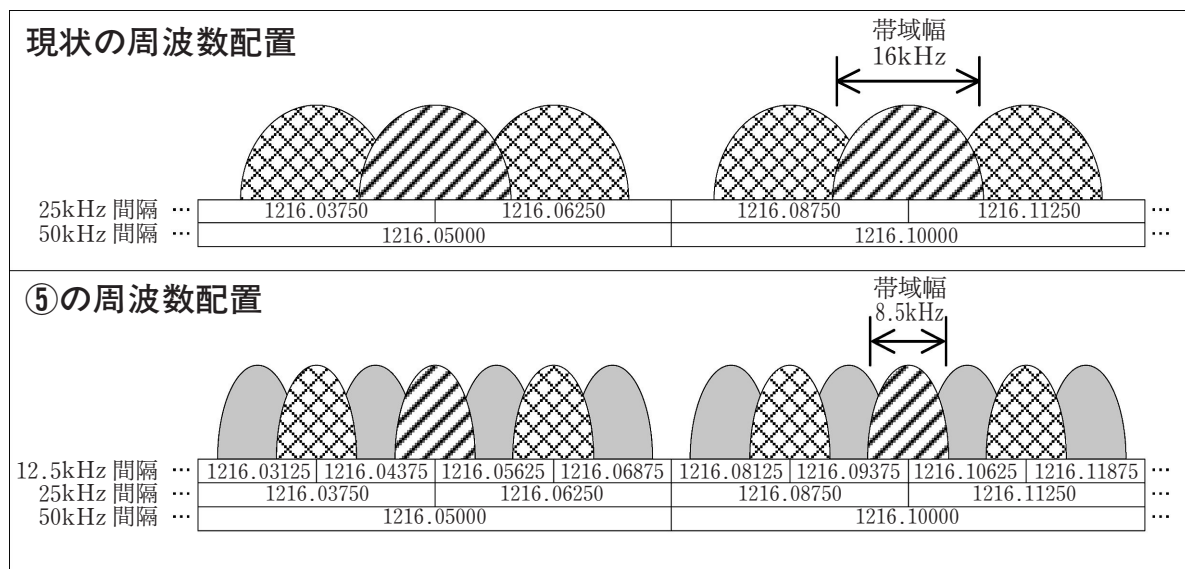 現状の周波数配置
帯域幅
16kHz
25kHz 間隔 … 1216.03750 1216.06250 1216.08750 1216.11250 …
50kHz 間隔 … 1216.05000 1216.10000 …
⑤の周波数配置
帯域幅
8.5kHz
12.5kHz 間隔 … 1216.03125 1216.04375 1216.05625 1216.06875 1216.08125 1216.09375 1216.10625 1216.11875 …
25kHz 間隔 … 1216.03750 1216.06250 1216.08750 1216.11250 …
50kHz 間隔 … 1216.05000 1216.10000 …